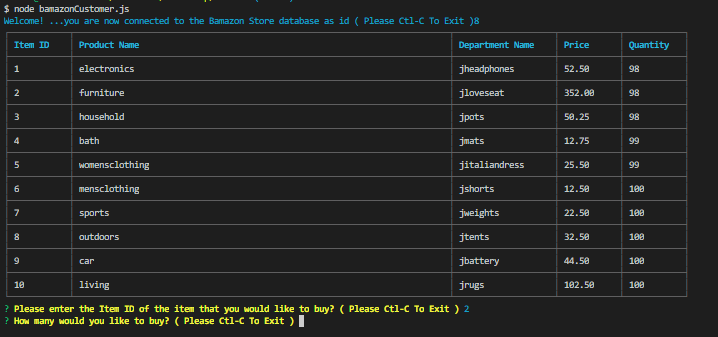 $ node bamazonCustomer.js
Welcome! ...you are now connected to the Bamazon Store database as id ( Please Ctl-C To Exit )8
Item ID Product Name Department Name Price Quantity
1 electronics jheadphones 52.50 98
2 furniture jloveseat 352.00 98
3 household jpots 50.25 98
4 bath jmats 12.75 99
5 womensclothing jitaliandress 25.50 99
6 mensclothing jshorts 12.50 100
7 sports jweights 22.50 100
8 outdoors jtents 32.50 100
9 car jbattery 44.50 100
10 living jrugs 102.50 100
? Please enter the Item ID of the item that you would like to buy? ( Please Ctl-C To Exit ) 2
? How many would you like to buy? ( Please Ctl-C To Exit )